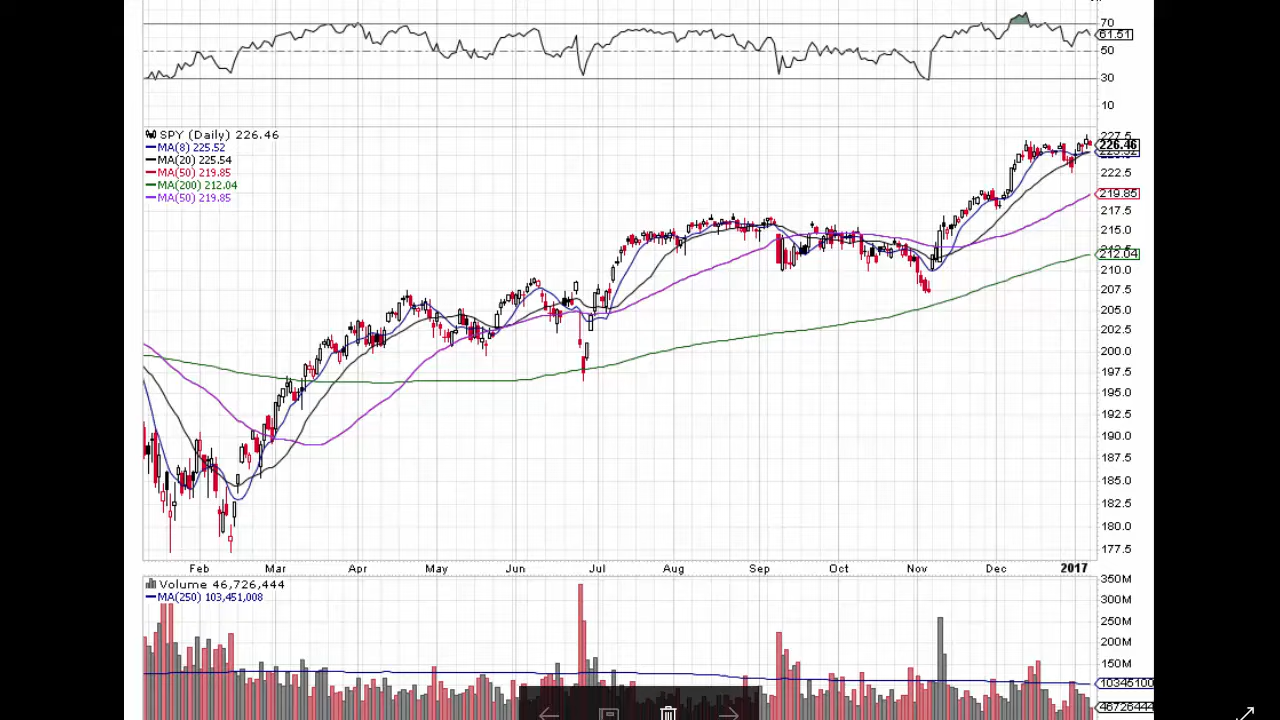 70
61.51
50
30
10
SPY (Daily) 226.46
MA(8) 225.52
MA(20) 225.54
MA(50) 219.85
MA(200) 212.04
MA(50) 219.85
227.5
226.46
222.5
219.85
217.5
215.0
212.04
210.0
207.5
205.0
202.5
200.0
197.5
195.0
192.5
190.0
187.5
185.0
182.5
180.0
177.5
Feb Mar Apr May Jun Jul Aug Sep Oct Nov Dec 2017
Volume 46,726,444
MA(250) 103,451,008
350M
300M
250M
200M
150M
10345100
46726444